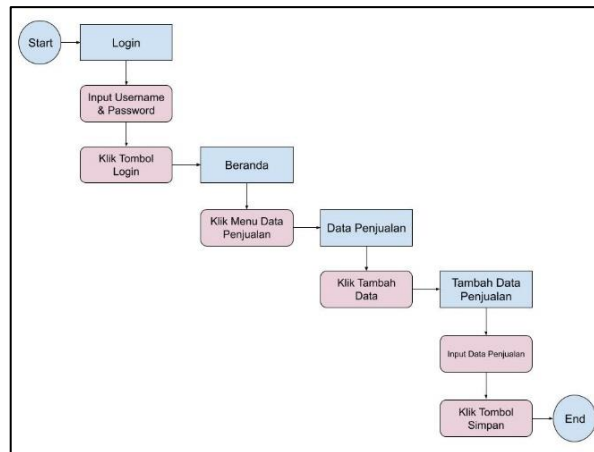 Start
Login
Input Username
& Password
Klik Tombol
Login
Beranda
Klik Menu Data
Penjualan
Data Penjualan
Klik Tambah
Data
Tambah Data
Penjualan
Input Data Penjualan
Klik Tombol
Simpan
End